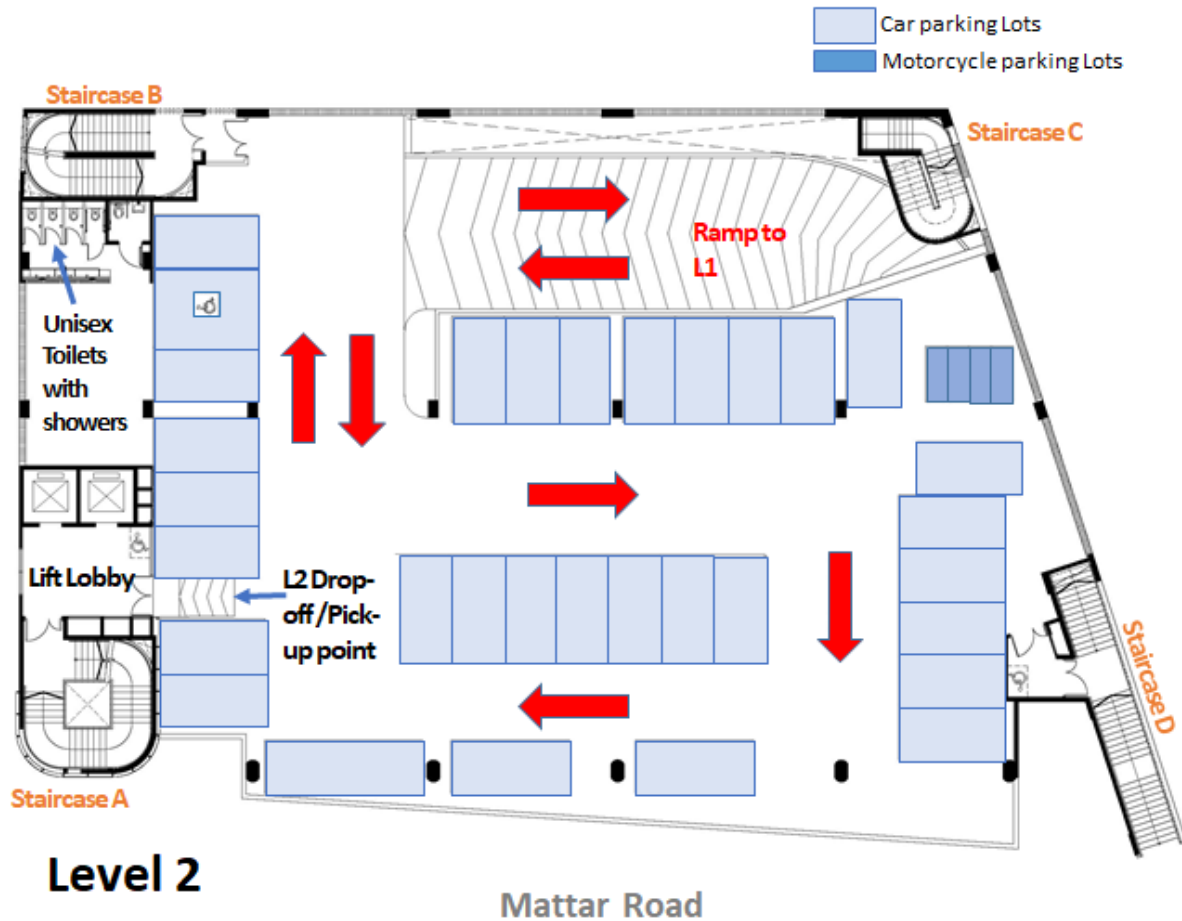 Car parking Lots
Motorcycle parking Lots
Staircase B
Staircase C
Ramp to
L1
Unisex
Toilets
with
showers
Lift Lobby
L2 Drop-
off /Pick-
up point
Staircase D
Staircase A
Level 2
Mattar Road